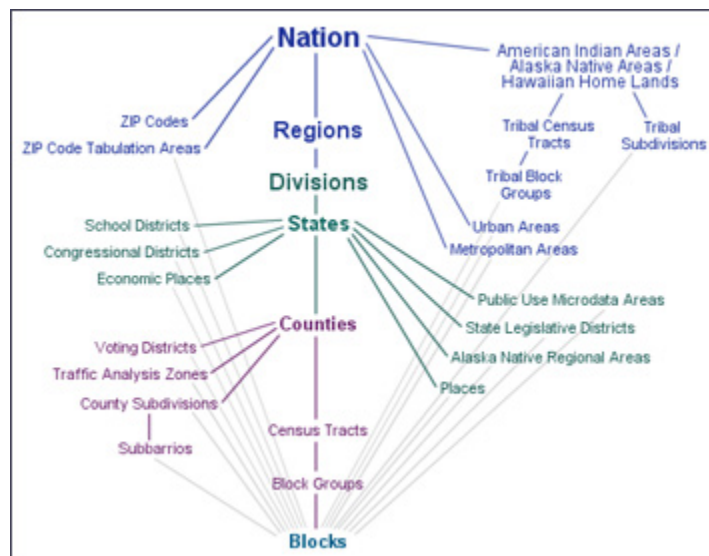 Nation
American Indian Areas /
Alaska Native Areas /
Hawaiian Home Lands
ZIP Codes
Regions
Tribal Census
Tracts
Tribal
Subdivisions
ZIP Code Tabulation Areas
Divisions
Tribal Block
Groups
School Districts
States
Urban Areas
Congressional Districts
Metropolitan Areas
Economic Places
Public Use Microdata Areas
Counties
State Legislative Districts
Voting Districts
Alaska Native Regional Areas
Traffic Analysis Zones
Places
County Subdivisions
Census Tracts
Subbarrios
Block Groups
Blocks